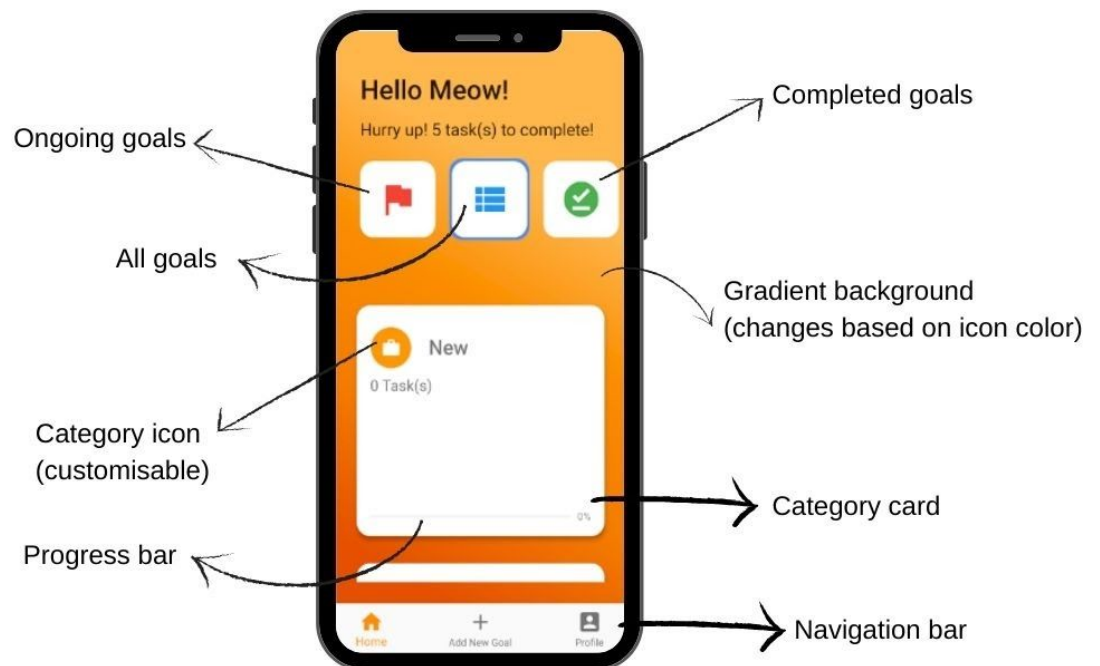 Hello Meow!
Hurry up! 5 task(s) to complete!
Completed goals
Ongoing goals
All goals
Gradient background
(changes based on icon color)
New
0 Task(s)
Category icon
(customisable)
0%
Category card
Progress bar
Home
Add New Goal
Profile
Navigation bar